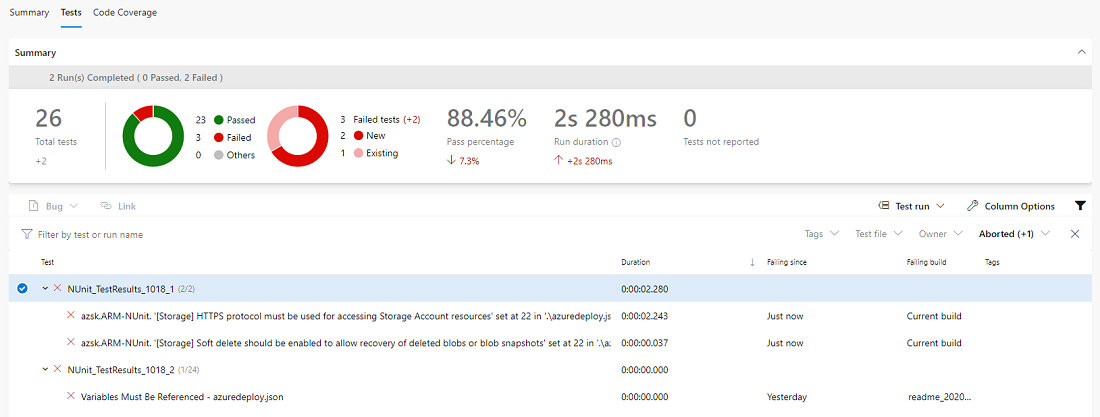 Summary Tests Code Coverage
Summary
2 Run(s) Completed ( 0 Passed, 2 Failed )
26
Total tests
+2
23 Passed
3 Failed
0 Others
3 Failed tests (+2)
2 New
1 Existing
88.46%
Pass percentage
7.3%
2s 280ms
Run duration
+2s 280ms
0
Tests not reported
Bug Link Test run Column Options
Filter by test or run name Tags Test file Owner Aborted (+1)
Test Duration Failing since Failing build Tags
NUnit_TestResults_1018_1 (2/2) 0:00:02.280
azsk.ARM-NUnit. '[Storage] HTTPS protocol must be used for accessing Storage Account resources' set at 22 in '.\azuredeploy.js 0:00:02.243 Just now Current build
azsk.ARM-NUnit. '[Storage] Soft delete should be enabled to allow recovery of deleted blobs or blob snapshots' set at 22 in '.\az 0:00:00.037 Just now Current build
NUnit_TestResults_1018_2 (1/24) 0:00:00.000
Variables Must Be Referenced - azuredeploy.json 0:00:00.000 Yesterday readme_2020...